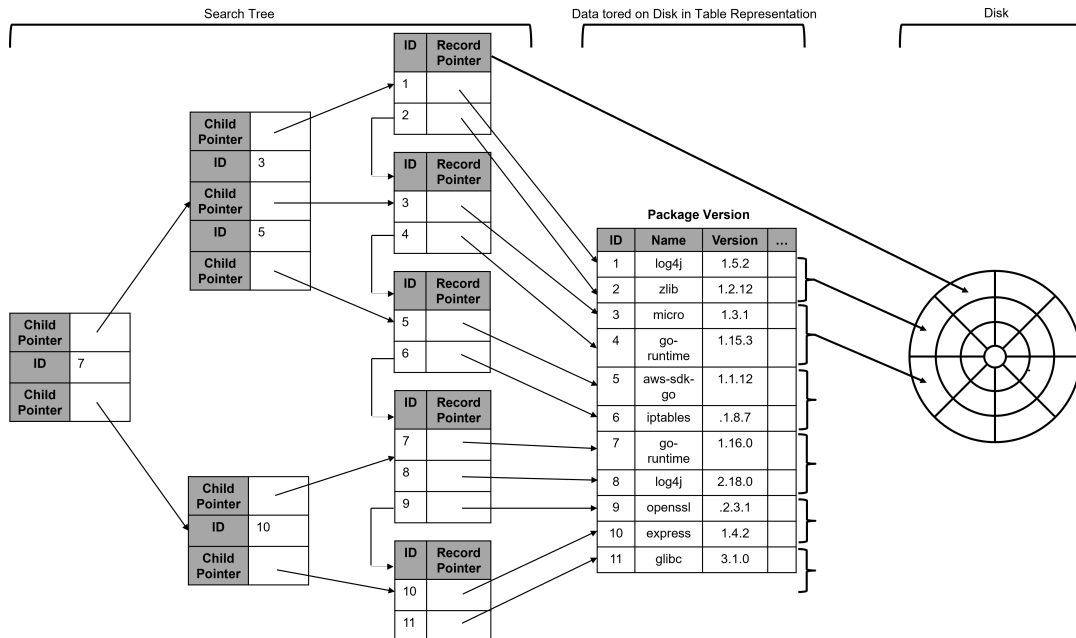 Search Tree
Data tored on Disk in Table Representation
Disk
ID Record
Pointer
1
2
Child
Pointer
ID 3
Child
Pointer
ID 5
Child
Pointer
ID Record
Pointer
3
4
Package Version
ID Name Version ...
1 log4j 1.5.2
2 zlib 1.2.12
3 micro 1.3.1
4 go-
runtime 1.15.3
5 aws-sdk-
go 1.1.12
6 iptables .1.8.7
7 go-
runtime 1.16.0
8 log4j 2.18.0
9 openssl .2.3.1
10 express 1.4.2
11 glibc 3.1.0
ID Record
Pointer
5
6
Child
Pointer
ID 7
Child
Pointer
ID Record
Pointer
7
8
9
Child
Pointer
ID 10
Child
Pointer
ID Record
Pointer
10
11